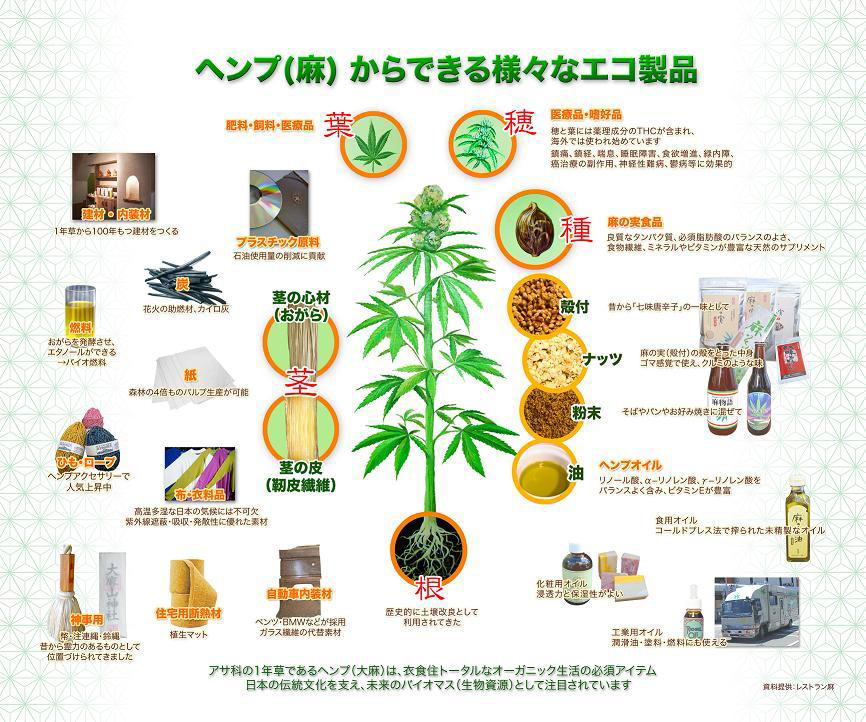 ヘンプ(麻) からできる様々なエコ製品
肥料・飼料・医療品
葉
穂
医療品・嗜好品
穂と葉には薬理成分のTHCが含まれ、
海外では使われ始めています
鎮痛、鎮経、喘息、睡眠障害、食欲増進、緑内障、
癌治療の副作用、神経性難病、鬱病等に効果的
建材・内装材
1年草から100年もつ建材をつくる
プラスチック原料
石油使用量の削減に貢献
種
麻の実食品
良質なタンパク質、必須脂肪酸のバランスのよさ、
食物繊維、ミネラルやビタミンが豊富な天然のサプリメント
炭
花火の助燃材、カイロ灰
茎の心材
(おがら)
殻付
昔から「七味唐辛子」の一味として
燃料
おがらを発酵させ、
エタノールができる
→バイオ燃料
紙
森林の4倍ものパルプ生産が可能
茎
ナッツ
麻の実(殻付)の殻をとった中身
ゴマ感覚で使え、クルミのような味
粉末
そばやパンやお好み焼きに混ぜて
麻物語
ひも・ロープ
ヘンプアクセサリーで
人気上昇中
布・衣料品
高温多湿な日本の気候には不可欠
紫外線遮蔽・吸収・発散性に優れた素材
茎の皮
(靭皮繊維)
油
ヘンプオイル
リノール酸、α-リノレン酸、γ-リノレン酸を
バランスよく含み、ビタミンEが豊富
食用オイル
コールドプレス法で搾られた未精製なオイル
麻
油
大麻山神社
神事用
幣・注連縄・鈴縄
昔から霊力のあるものとして
位置づけられてきました
住宅用断熱材
植生マット
自動車内装材
ベンツ・BMWなどが採用
ガラス繊維の代替素材
根
歴史的に土壌改良として
利用されてきた
化粧用オイル
浸透力と保湿性がよい
工業用オイル
潤滑油・塗料・燃料にも使える
アサ科の1年草であるヘンプ(大麻)は、衣食住トータルなオーガニック生活の必須アイテム
日本の伝統文化を支え、未来のバイオマス(生物資源)として注目されています
資料提供:レストラン麻